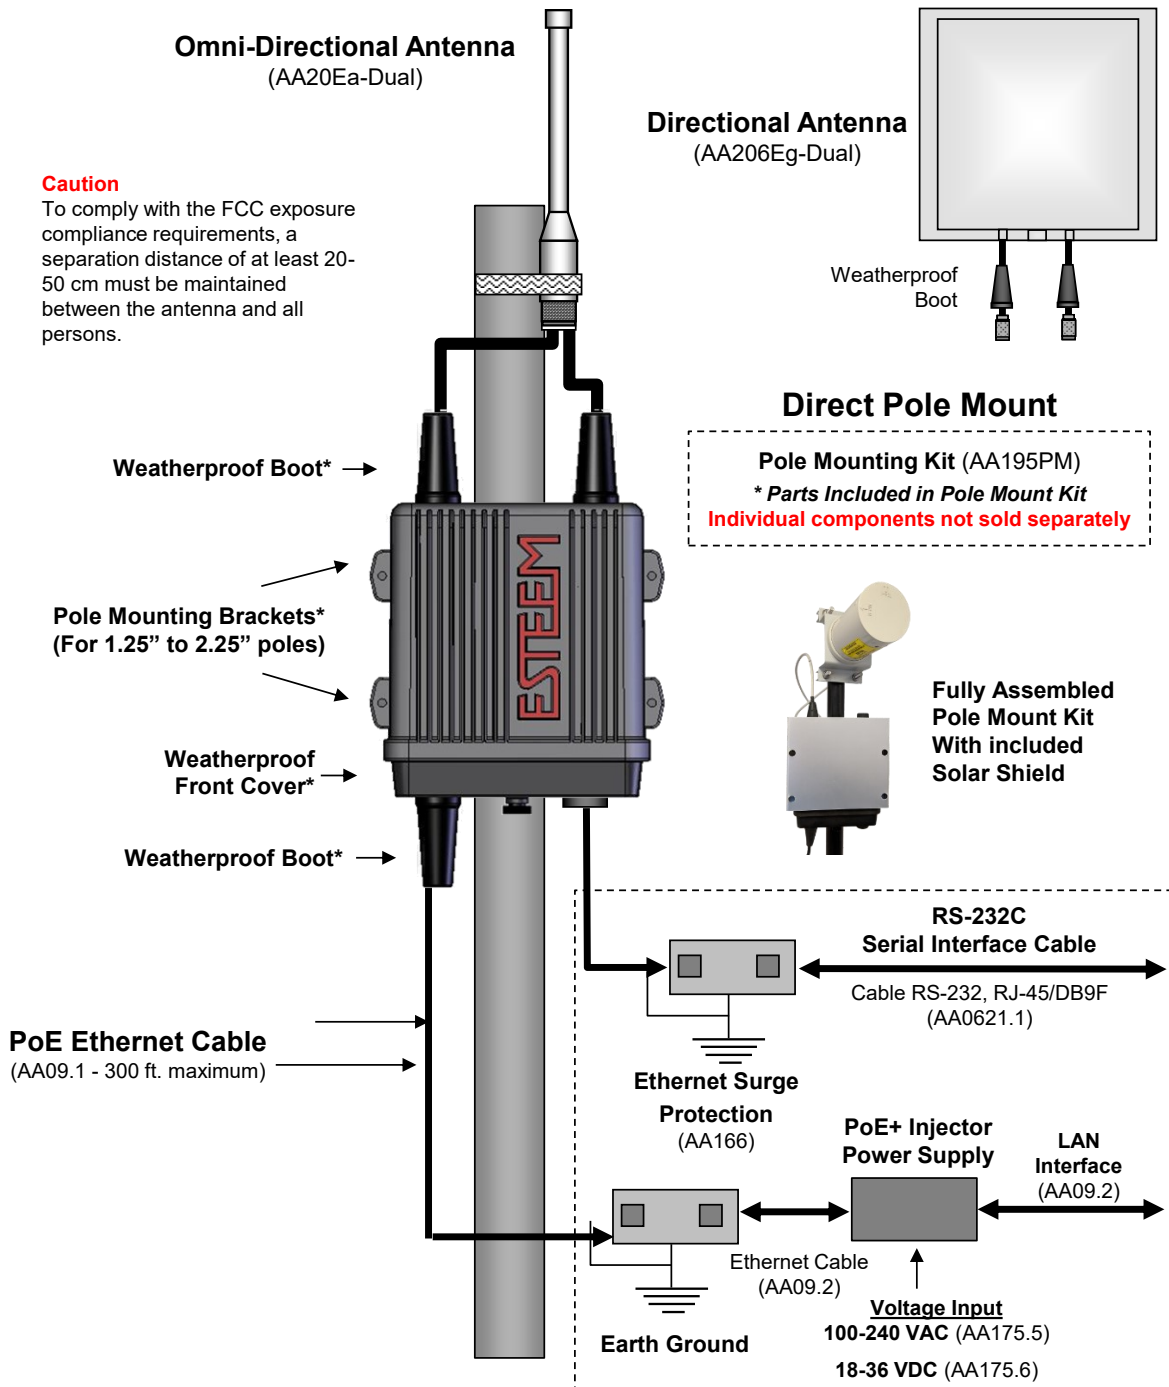 Omni-Directional Antenna
(AA20Ea-Dual)
Directional Antenna
(AA206Eg-Dual)
Caution
To comply with the FCC exposure
compliance requirements, a
separation distance of at least 20-
50 cm must be maintained
between the antenna and all
persons.
Weatherproof
Boot
Direct Pole Mount
Pole Mounting Kit (AA195PM)
* Parts Included in Pole Mount Kit
Individual components not sold separately
Weatherproof Boot*
ESTEEM
Pole Mounting Brackets*
(For 1.25” to 2.25” poles)
Fully Assembled
Pole Mount Kit
With included
Solar Shield
Weatherproof
Front Cover*
Weatherproof Boot*
RS-232C
Serial Interface Cable
Cable RS-232, RJ-45/DB9F
(AA0621.1)
PoE Ethernet Cable
(AA09.1 - 300 ft. maximum)
Ethernet Surge
Protection
(AA166)
PoE+ Injector
Power Supply
LAN
Interface
(AA09.2)
Ethernet Cable
(AA09.2)
Earth Ground
Voltage Input
100-240 VAC (AA175.5)
18-36 VDC (AA175.6)